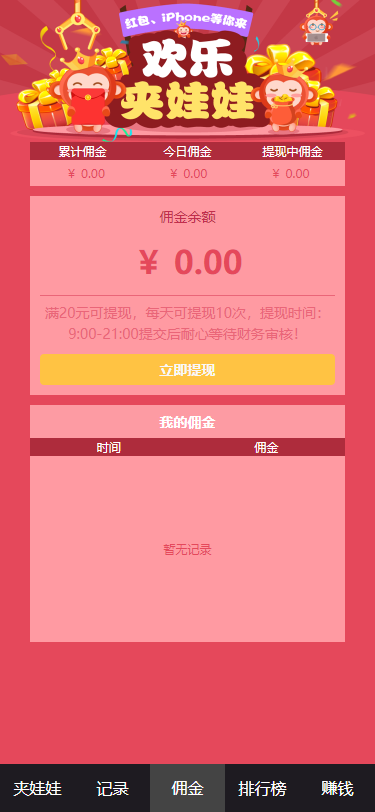 红包、iPhone等你来
欢乐
夹娃娃
累计佣金 今日佣金 提现中佣金
¥ 0.00 ¥ 0.00 ¥ 0.00
佣金余额
¥ 0.00
满20元可提现，每天可提现10次，提现时间：
9:00-21:00提交后耐心等待财务审核！
立即提现
我的佣金
时间 佣金
暂无记录
夹娃娃 记录 佣金 排行榜 赚钱